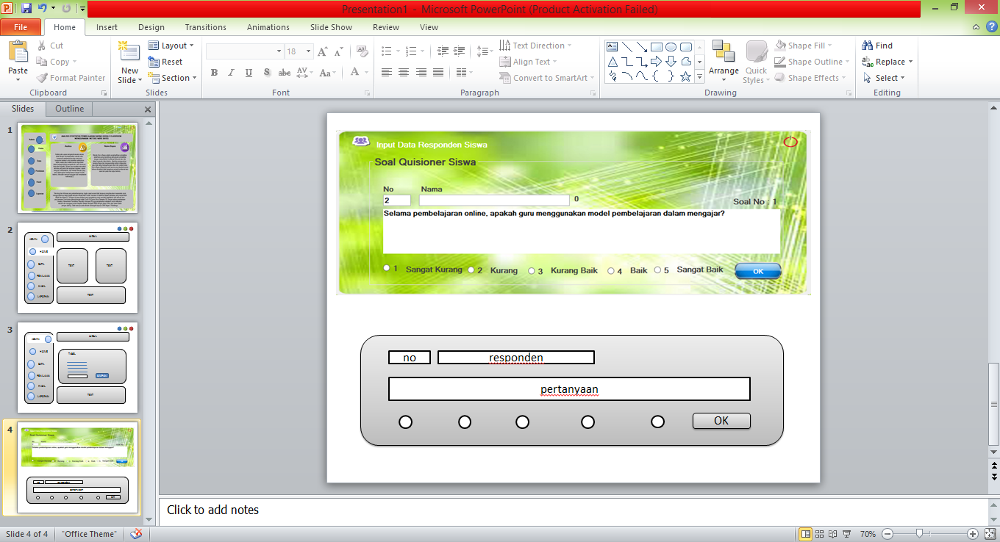 Presentation1 - Microsoft PowerPoint (Product Activation Failed)
File Home Insert Design Transitions Animations Slide Show Review View
Paste
Cut
Copy
Format Painter
Clipboard
New Slide
Layout
Reset
Section
Slides
18
B I U S abc AV Aa A
Font
Text Direction
Align Text
Convert to SmartArt
Paragraph
Arrange
Quick Styles
Shape Fill
Shape Outline
Shape Effects
Drawing
Find
Replace
Select
Editing
Slides Outline
1
2
3
4
Input Data Responden Siswa
Soal Quisioner Siswa
No Nama
2 0 Soal No : 1
Selama pembelajaran online, apakah guru menggunakan model pembelajaran dalam mengajar?
1 Sangat Kurang 2 Kurang 3 Kurang Baik 4 Baik 5 Sangat Baik OK
no responden
pertanyaan
OK
Click to add notes
Slide 4 of 4 "Office Theme" 70%